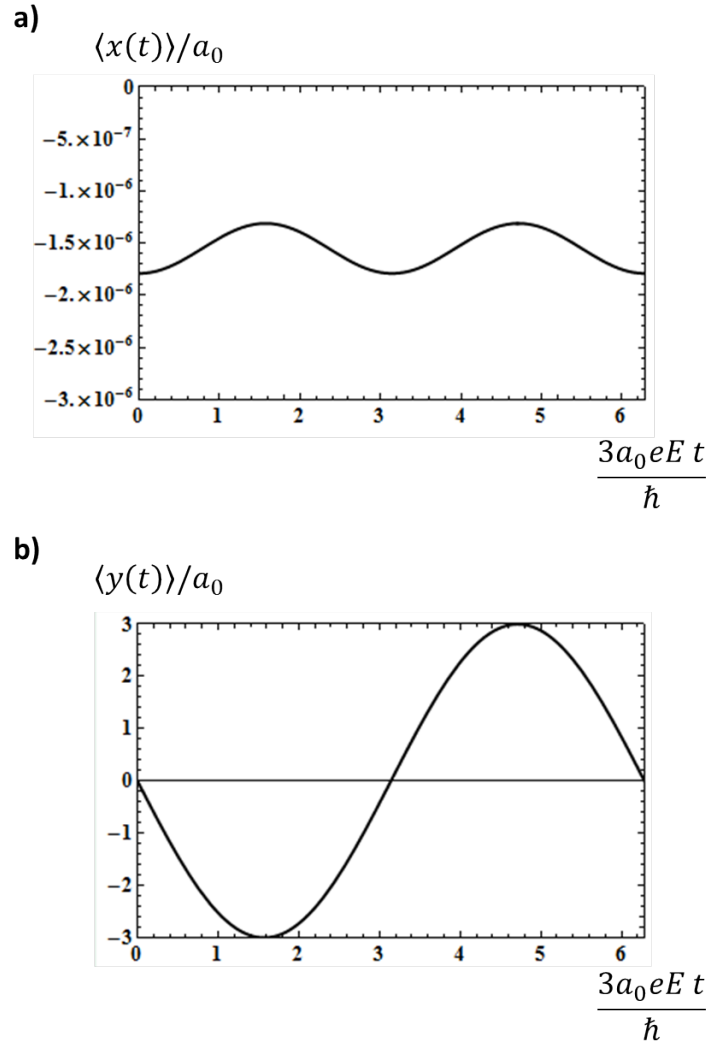 a)
⟨x(t)⟩/a₀
0
−5.×10⁻⁷
−1.×10⁻⁶
−1.5×10⁻⁶
−2.×10⁻⁶
−2.5×10⁻⁶
−3.×10⁻⁶
0 1 2 3 4 5 6
3a₀eE t
ħ
b)
⟨y(t)⟩/a₀
3
2
1
0
−1
−2
−3
0 1 2 3 4 5 6
3a₀eE t
ħ